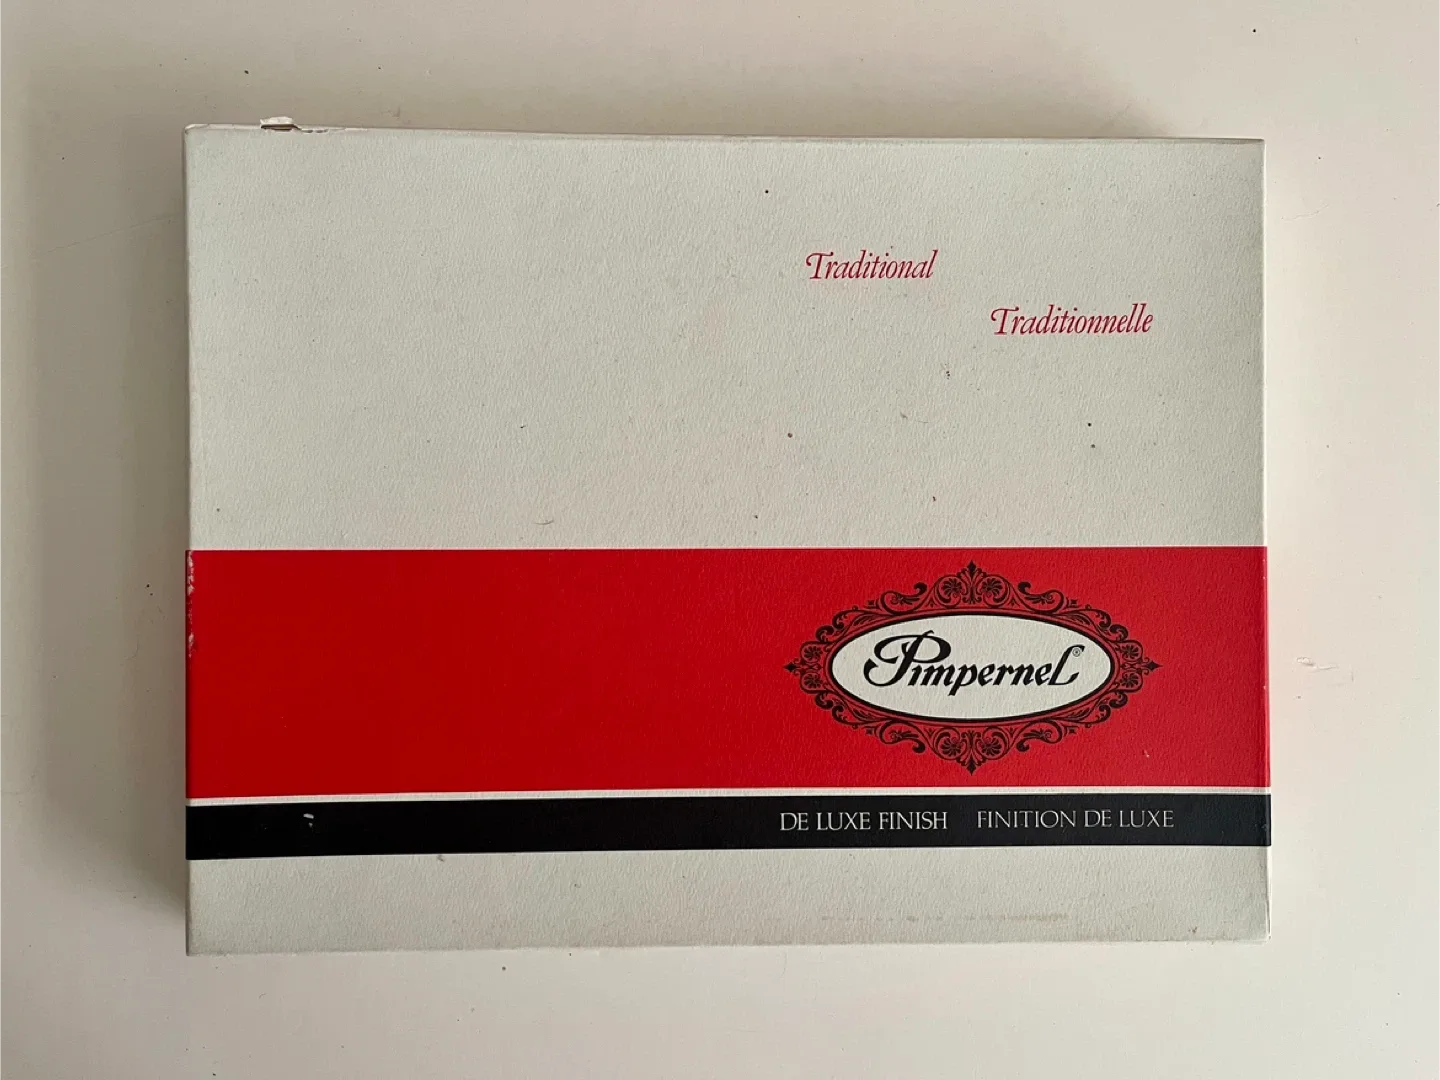 Traditional
Traditionnelle
Pimpernel®
DE LUXE FINISH FINITION DE LUXE